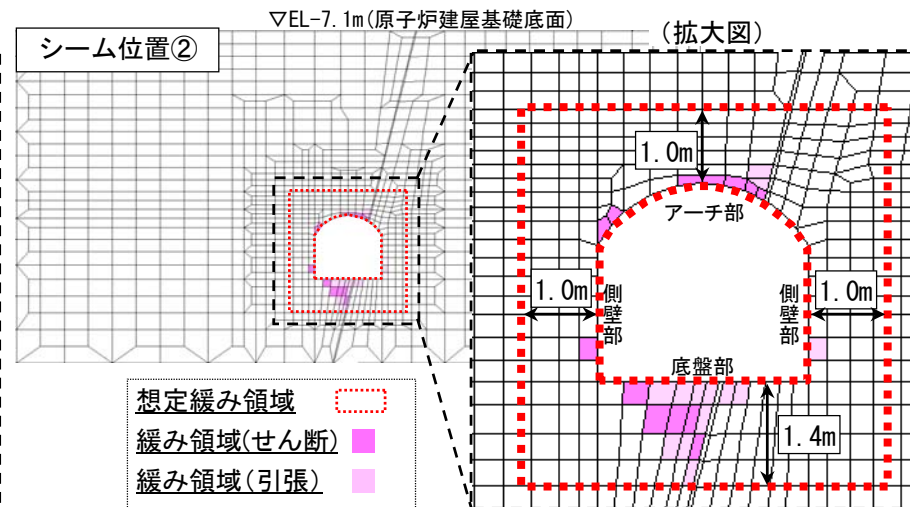 ▽EL-7.1m(原子炉建屋基礎底面)
シーム位置②
(拡大図)
1.0m
アーチ部
1.0m
側壁部
側壁部
1.0m
底盤部
1.4m
想定緩み領域
緩み領域(せん断)
緩み領域(引張)